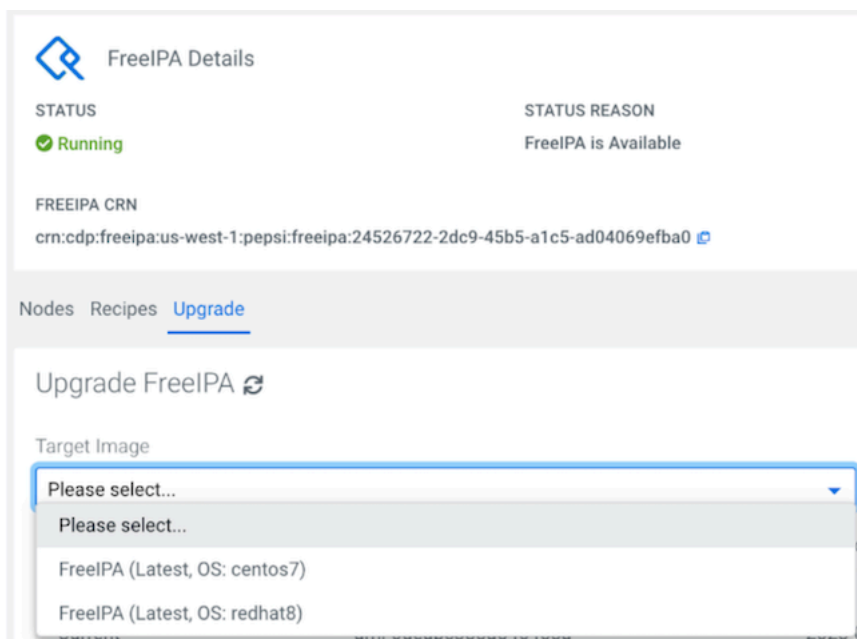 FreeIPA Details
STATUS
STATUS REASON
Running
FreeIPA is Available
FREEIPA CRN
crn:cdp:freeipa:us-west-1:pepsi:freeipa:24526722-2dc9-45b5-a1c5-ad04069efba0
Nodes Recipes Upgrade
Upgrade FreeIPA
Target Image
Please select...
Please select...
FreeIPA (Latest, OS: centos7)
FreeIPA (Latest, OS: redhat8)